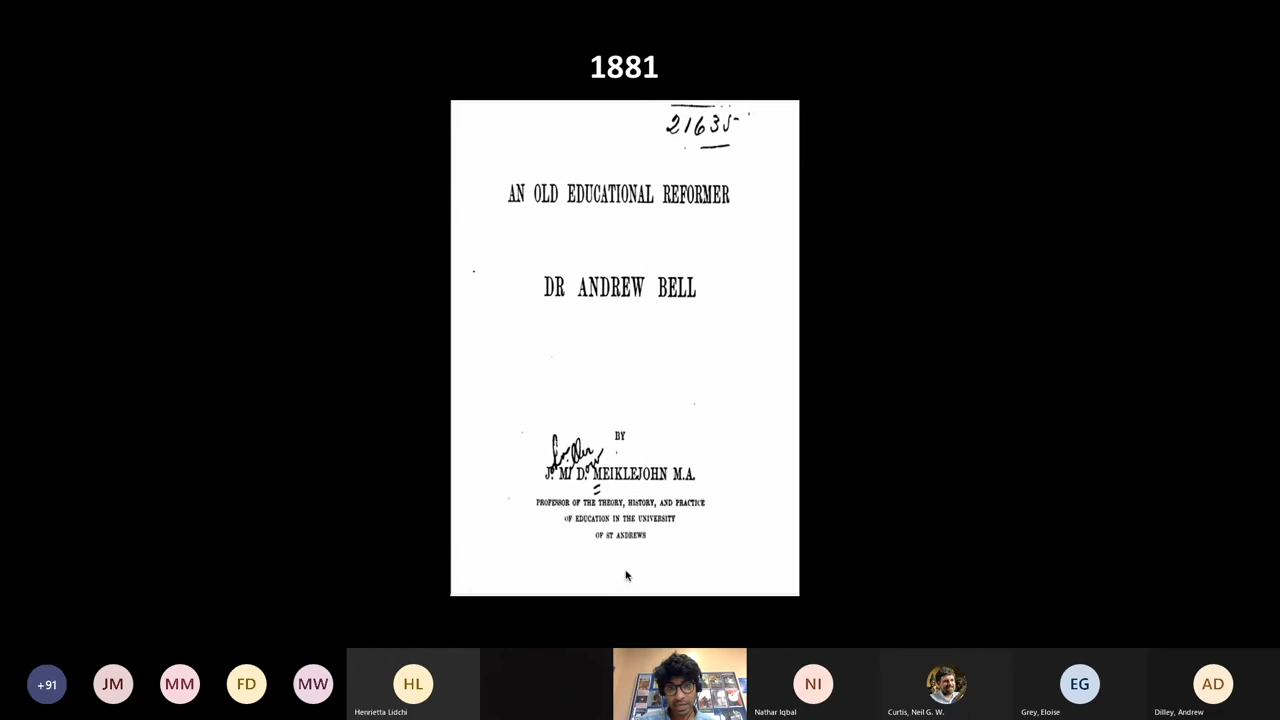 1881
21635
AN OLD EDUCATIONAL REFORMER
DR ANDREW BELL
BY
J. M. D. MEIKLEJOHN M.A.
PROFESSOR OF THE THEORY, HISTORY, AND PRACTICE
OF EDUCATION IN THE UNIVERSITY
OF ST ANDREWS
+91
JM
MM
FD
MW
HL
Henrietta Lidchi
NI
Nathar Iqbal
Curtis, Neil G. W.
EG
Grey, Eloise
AD
Dilley, Andrew